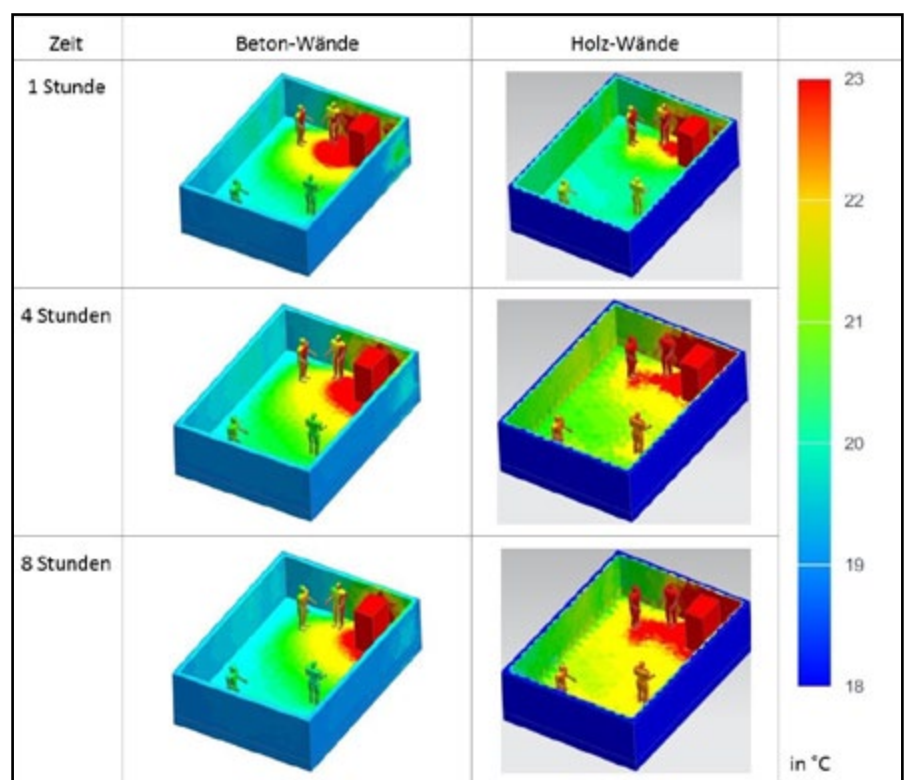 Zeit Beton-Wände Holz-Wände
1 Stunde
23
22
4 Stunden
21
20
8 Stunden
19
18
in °C